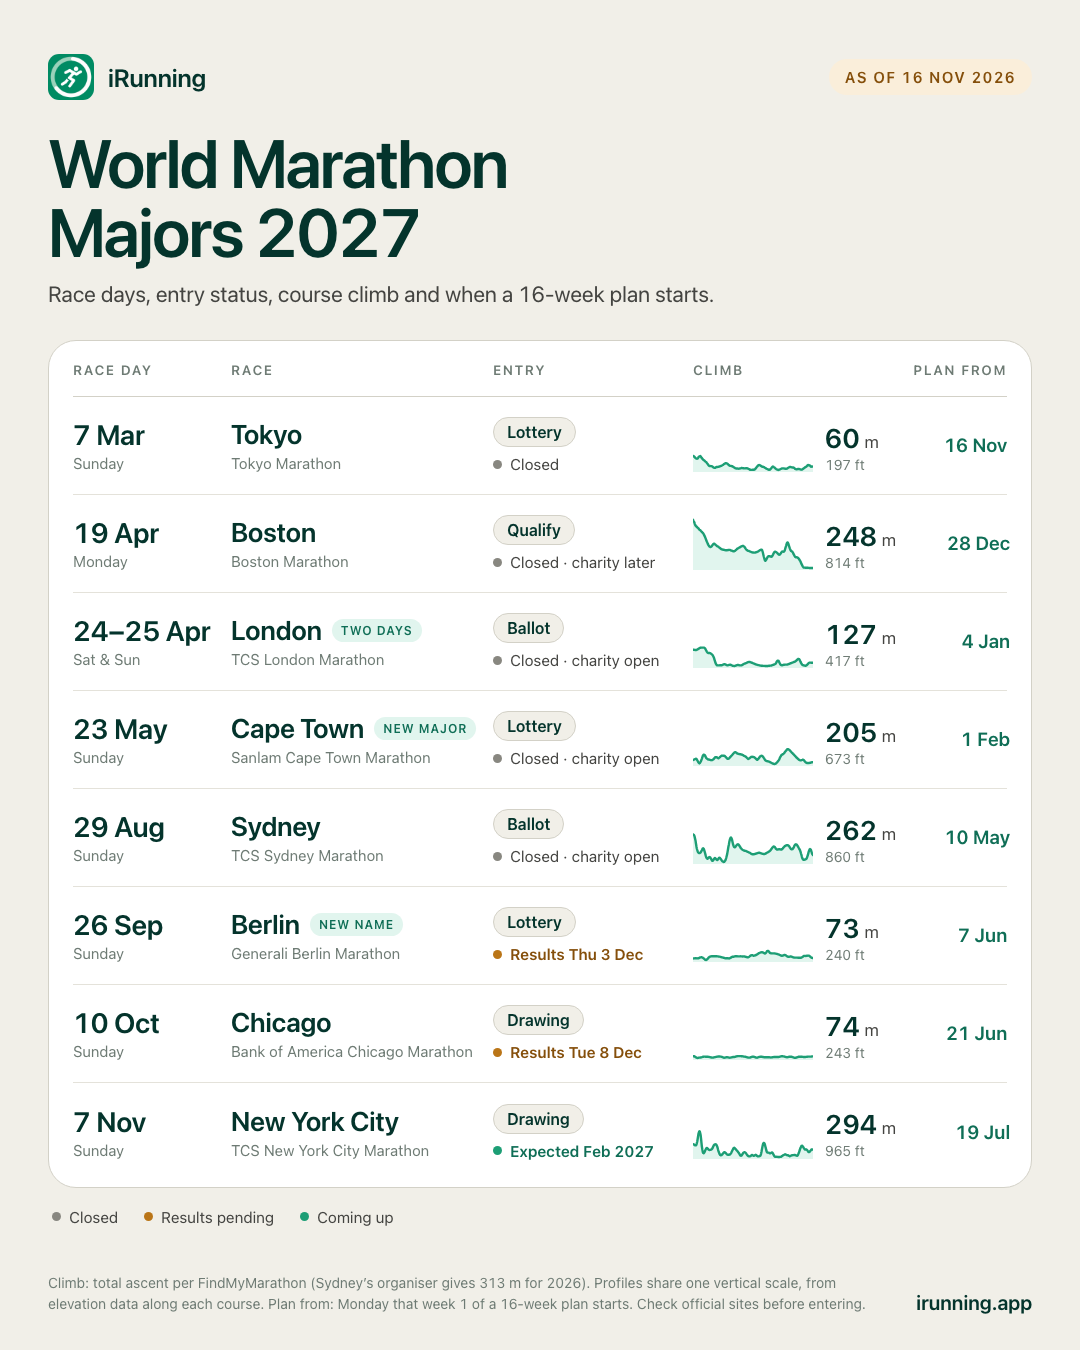 iRunning
AS OF 16 NOV 2026
World Marathon
Majors 2027
Race days, entry status, course climb and when a 16-week plan starts.
RACE DAY RACE ENTRY CLIMB PLAN FROM
7 Mar Tokyo Lottery 60 m 16 Nov
Sunday Tokyo Marathon Closed 197 ft
19 Apr Boston Qualify 248 m 28 Dec
Monday Boston Marathon Closed · charity later 814 ft
24–25 Apr London TWO DAYS Ballot 127 m 4 Jan
Sat & Sun TCS London Marathon Closed · charity open 417 ft
23 May Cape Town NEW MAJOR Lottery 205 m 1 Feb
Sunday Sanlam Cape Town Marathon Closed · charity open 673 ft
29 Aug Sydney Ballot 262 m 10 May
Sunday TCS Sydney Marathon Closed · charity open 860 ft
26 Sep Berlin NEW NAME Lottery 73 m 7 Jun
Sunday Generali Berlin Marathon Results Thu 3 Dec 240 ft
10 Oct Chicago Drawing 74 m 21 Jun
Sunday Bank of America Chicago Marathon Results Tue 8 Dec 243 ft
7 Nov New York City Drawing 294 m 19 Jul
Sunday TCS New York City Marathon Expected Feb 2027 965 ft
Closed Results pending Coming up
Climb: total ascent per FindMyMarathon (Sydney's organiser gives 313 m for 2026). Profiles share one vertical scale, from
elevation data along each course. Plan from: Monday that week 1 of a 16-week plan starts. Check official sites before entering.
irunning.app